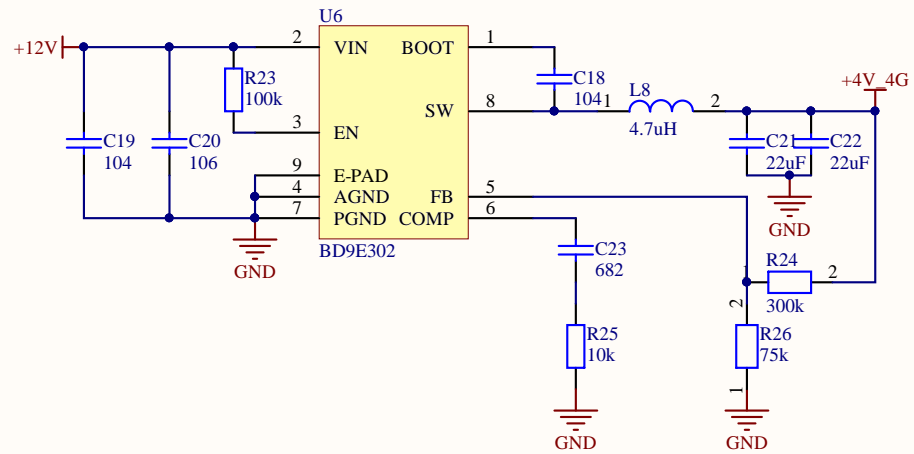 U6
+12V
2
VIN
BOOT
1
R23
100k
C18
104
+4V_4G
L8
SW
8
1
2
4.7uH
3
EN
C19
104
C20
106
C21
22uF
C22
22uF
9
E-PAD
4
AGND
FB
5
7
PGND
COMP
6
GND
BD9E302
GND
C23
682
R24
1
2
300k
2
R25
10k
R26
75k
1
GND
GND